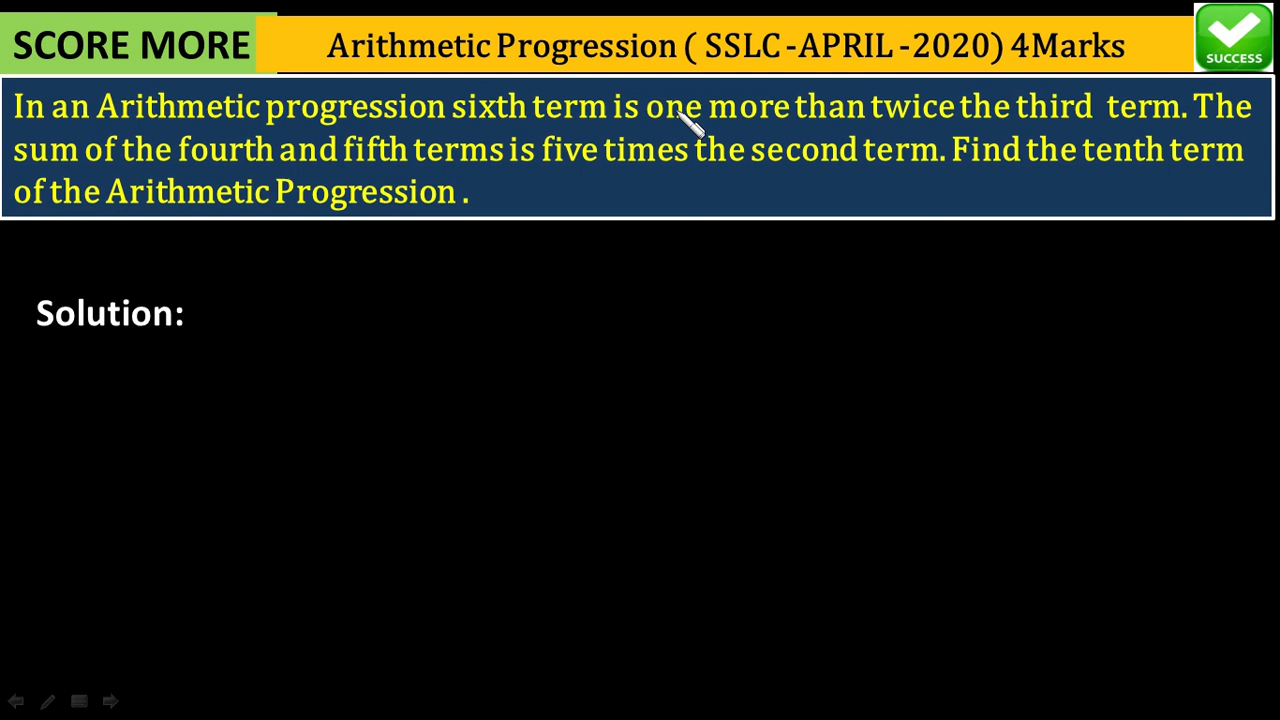 SCORE MORE
Arithmetic Progression ( SSLC -APRIL -2020) 4Marks
SUCCESS
In an Arithmetic progression sixth term is one more than twice the third term. The
sum of the fourth and fifth terms is five times the second term. Find the tenth term
of the Arithmetic Progression .
Solution: